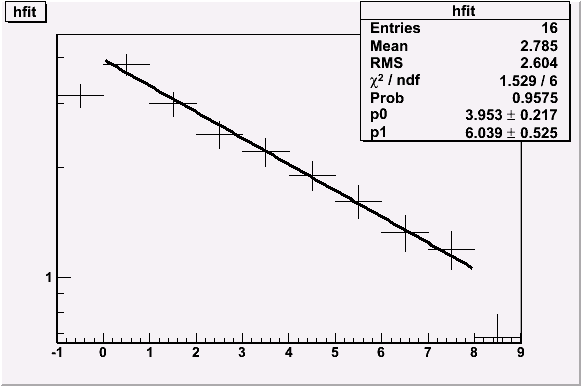 hfit
hfit
Entries 16
Mean 2.785
RMS 2.604
χ² / ndf 1.529 / 6
Prob 0.9575
p0 3.953 ± 0.217
p1 6.039 ± 0.525
1
-1 0 1 2 3 4 5 6 7 8 9